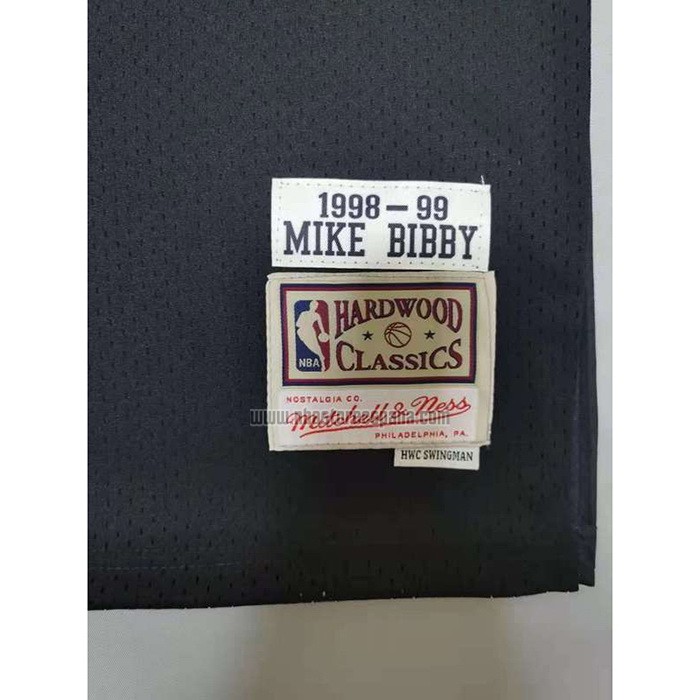 1998-99
MIKE BIBBY
HARDWOOD
CLASSICS
NBA
NOSTALGIA CO.
Mitchell & Ness
PHILADELPHIA, PA.
HWC SWINGMAN